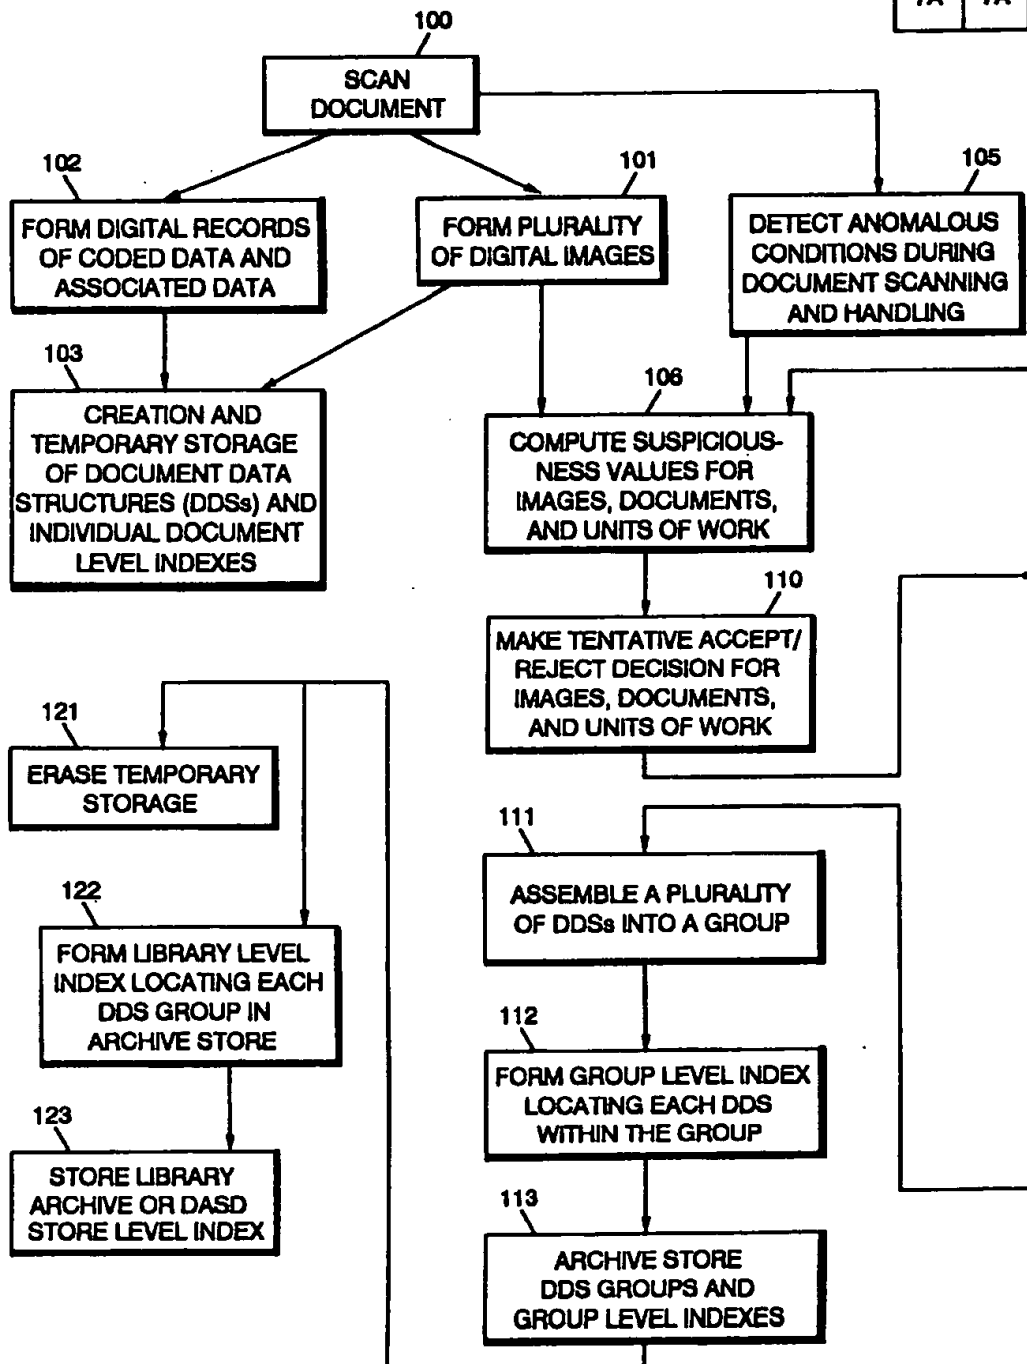 7A 7A
100
SCAN
DOCUMENT
102
FORM DIGITAL RECORDS
OF CODED DATA AND
ASSOCIATED DATA
101
FORM PLURALITY
OF DIGITAL IMAGES
105
DETECT ANOMALOUS
CONDITIONS DURING
DOCUMENT SCANNING
AND HANDLING
103
CREATION AND
TEMPORARY STORAGE
OF DOCUMENT DATA
STRUCTURES (DDSs) AND
INDIVIDUAL DOCUMENT
LEVEL INDEXES
106
COMPUTE SUSPICIOUS-
NESS VALUES FOR
IMAGES, DOCUMENTS,
AND UNITS OF WORK
110
MAKE TENTATIVE ACCEPT/
REJECT DECISION FOR
IMAGES, DOCUMENTS,
AND UNITS OF WORK
121
ERASE TEMPORARY
STORAGE
111
ASSEMBLE A PLURALITY
OF DDSs INTO A GROUP
122
FORM LIBRARY LEVEL
INDEX LOCATING EACH
DDS GROUP IN
ARCHIVE STORE
112
FORM GROUP LEVEL INDEX
LOCATING EACH DDS
WITHIN THE GROUP
123
STORE LIBRARY
ARCHIVE OR DASD
STORE LEVEL INDEX
113
ARCHIVE STORE
DDS GROUPS AND
GROUP LEVEL INDEXES